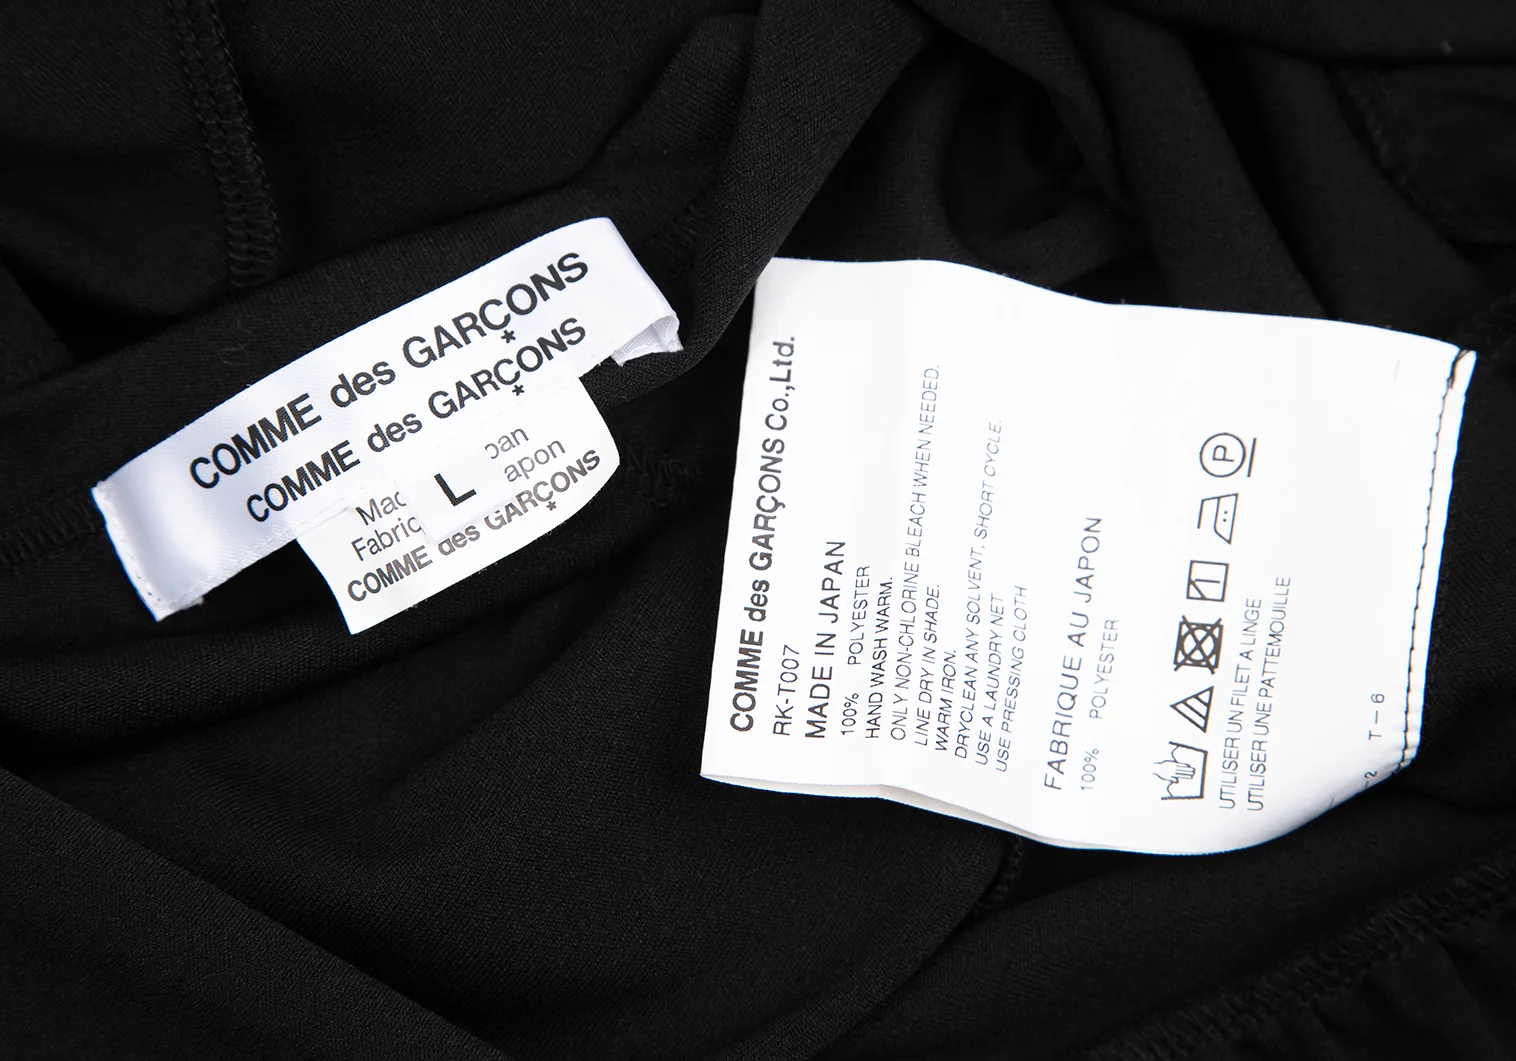 COMME des GARÇONS
COMME des GARÇONS
L
COMME des GARÇONS
COMME des GARÇONS Co.,Ltd.
RK-T007
MADE IN JAPAN
100% POLYESTER
HAND WASH WARM.
ONLY NON-CHLORINE BLEACH WHEN NEEDED.
LINE DRY IN SHADE.
WARM IRON.
DRYCLEAN ANY SOLVENT, SHORT CYCLE.
USE A LAUNDRY NET
USE PRESSING CLOTH
FABRIQUE AU JAPON
100% POLYESTER
P
UTILISER UN FILET A LINGE
UTILISER UNE PATTEMOUILLE
T-6